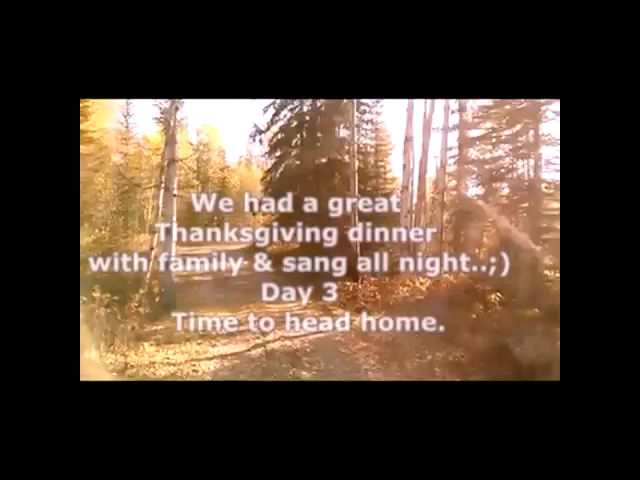 We had a great
Thanksgiving dinner
with family & sang all night..;)
Day 3
Time to head home.